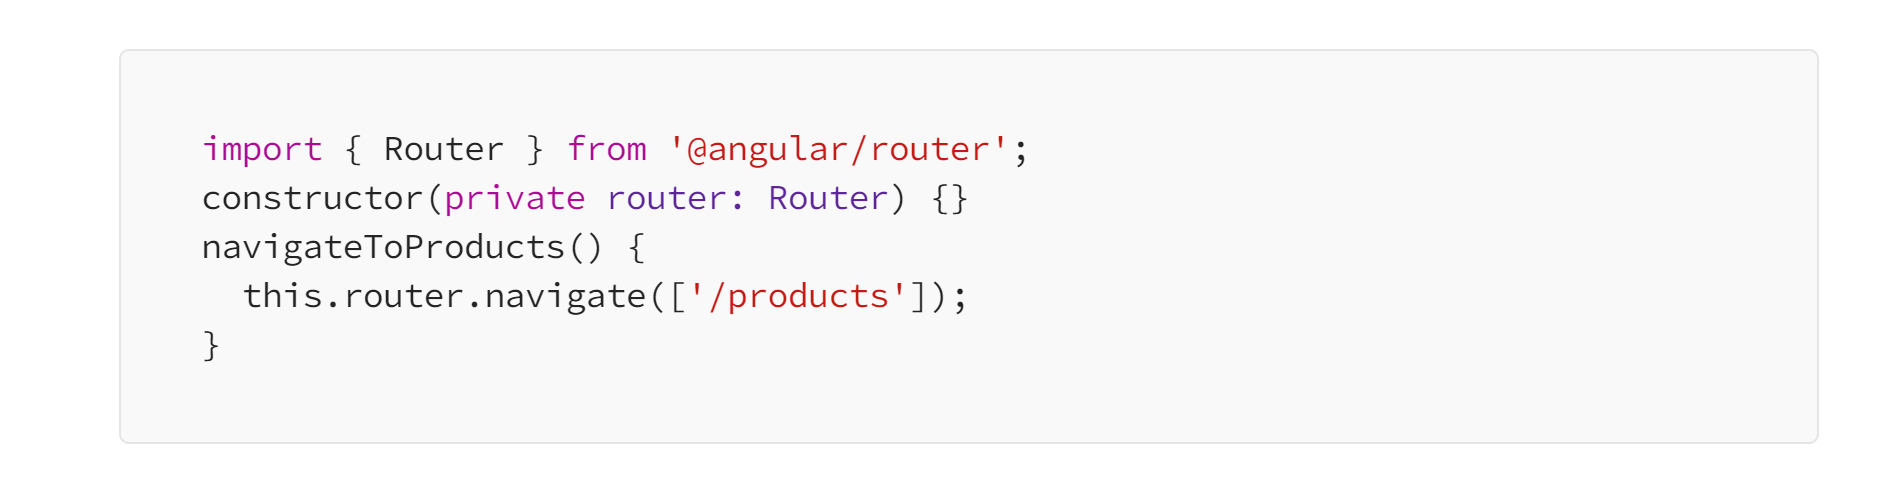 import { Router } from '@angular/router';
constructor(private router: Router) {}
navigateToProducts() {
  this.router.navigate(['/products']);
}